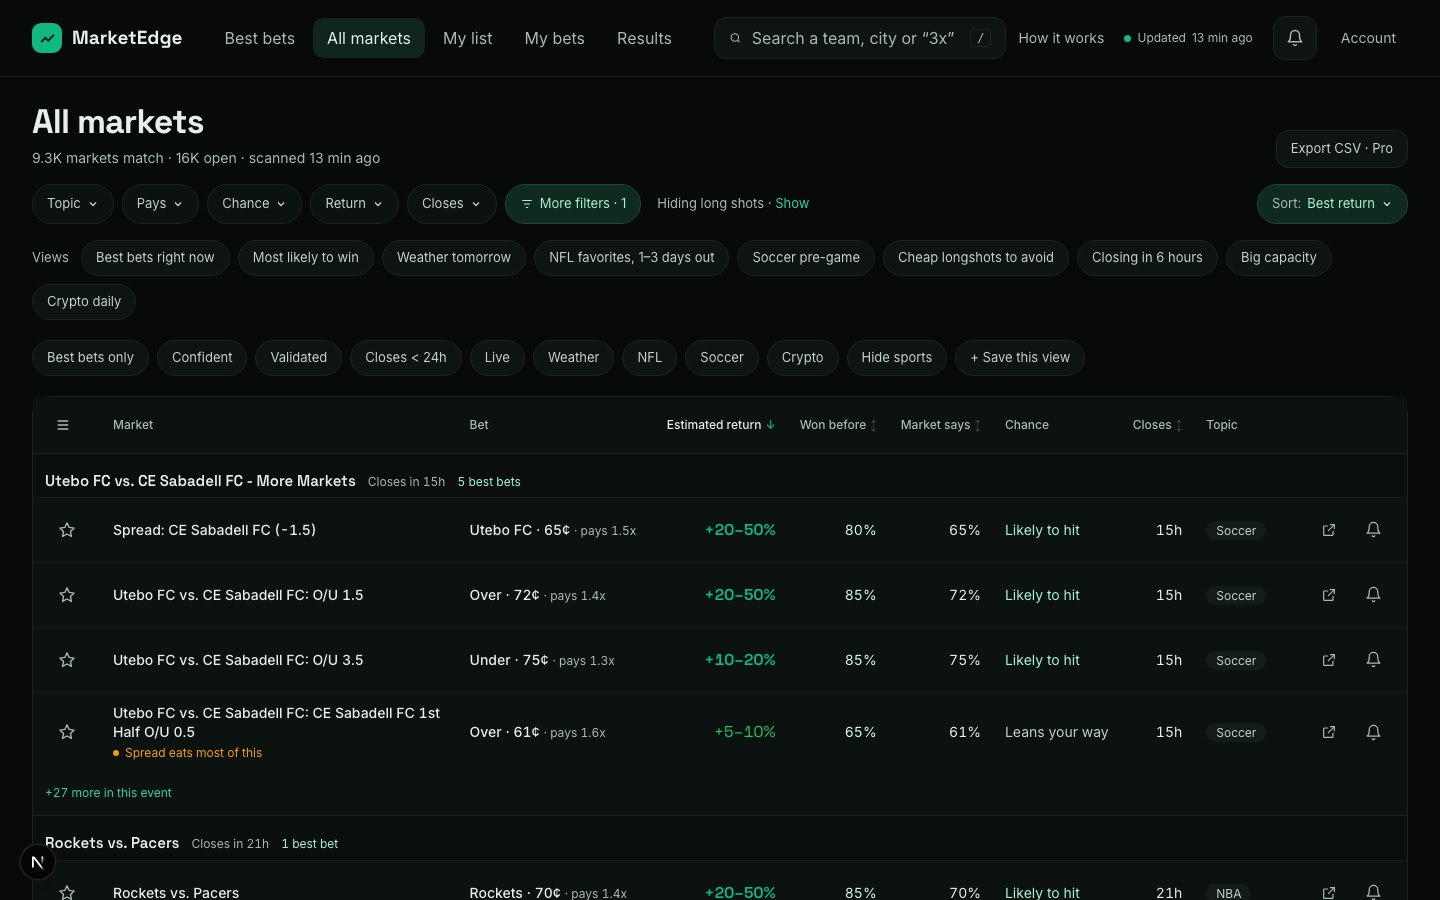 MarketEdge
Best bets
All markets
My list
My bets
Results
Search a team, city or “3x”
/
How it works
Updated 13 min ago
Account
All markets
9.3K markets match · 16K open · scanned 13 min ago
Export CSV · Pro
Topic
Pays
Chance
Return
Closes
More filters · 1
Hiding long shots · Show
Sort: Best return
Views
Best bets right now
Most likely to win
Weather tomorrow
NFL favorites, 1–3 days out
Soccer pre-game
Cheap longshots to avoid
Closing in 6 hours
Big capacity
Crypto daily
Best bets only
Confident
Validated
Closes < 24h
Live
Weather
NFL
Soccer
Crypto
Hide sports
+ Save this view
Market
Bet
Estimated return ↓
Won before
Market says
Chance
Closes
Topic
Utebo FC vs. CE Sabadell FC - More Markets Closes in 15h 5 best bets
Spread: CE Sabadell FC (-1.5) Utebo FC · 65¢ · pays 1.5x +20–50% 80% 65% Likely to hit 15h Soccer
Utebo FC vs. CE Sabadell FC: O/U 1.5 Over · 72¢ · pays 1.4x +20–50% 85% 72% Likely to hit 15h Soccer
Utebo FC vs. CE Sabadell FC: O/U 3.5 Under · 75¢ · pays 1.3x +10–20% 85% 75% Likely to hit 15h Soccer
Utebo FC vs. CE Sabadell FC: CE Sabadell FC 1st
Half O/U 0.5 Over · 61¢ · pays 1.6x +5–10% 65% 61% Leans your way 15h Soccer
Spread eats most of this
+27 more in this event
Rockets vs. Pacers Closes in 21h 1 best bet
N
Rockets vs. Pacers Rockets · 70¢ · pays 1.4x +20–50% 85% 70% Likely to hit 21h NBA